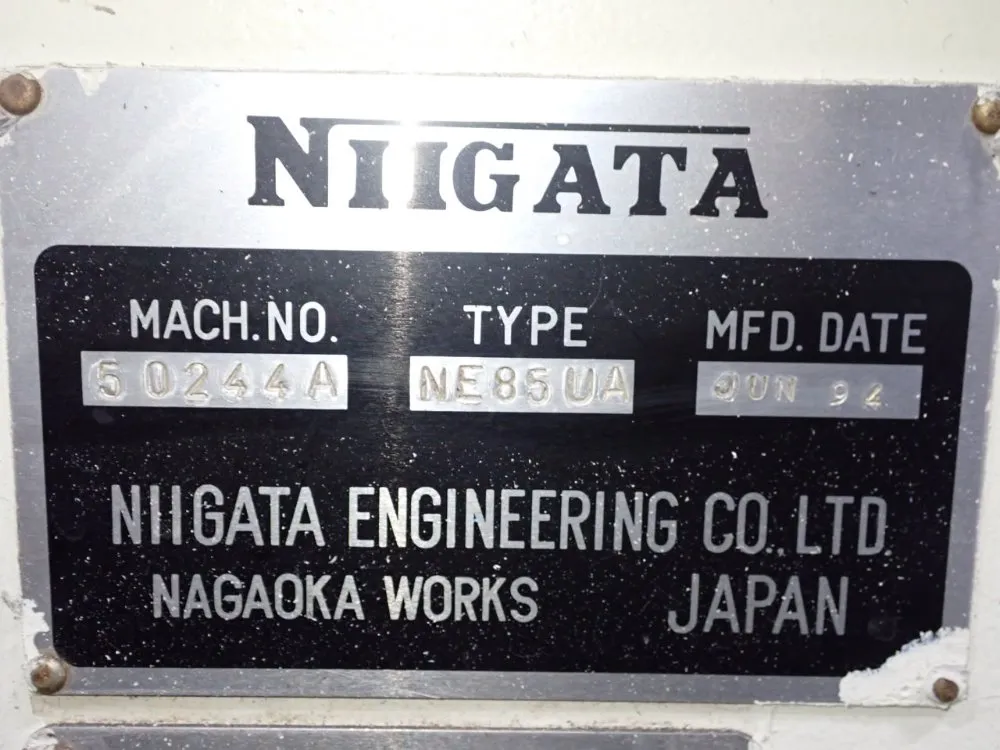 NIIGATA
MACH.NO. TYPE MFD. DATE
50244A NE85UA JUN 94
NIIGATA ENGINEERING CO.,LTD.
NAGAOKA WORKS JAPAN